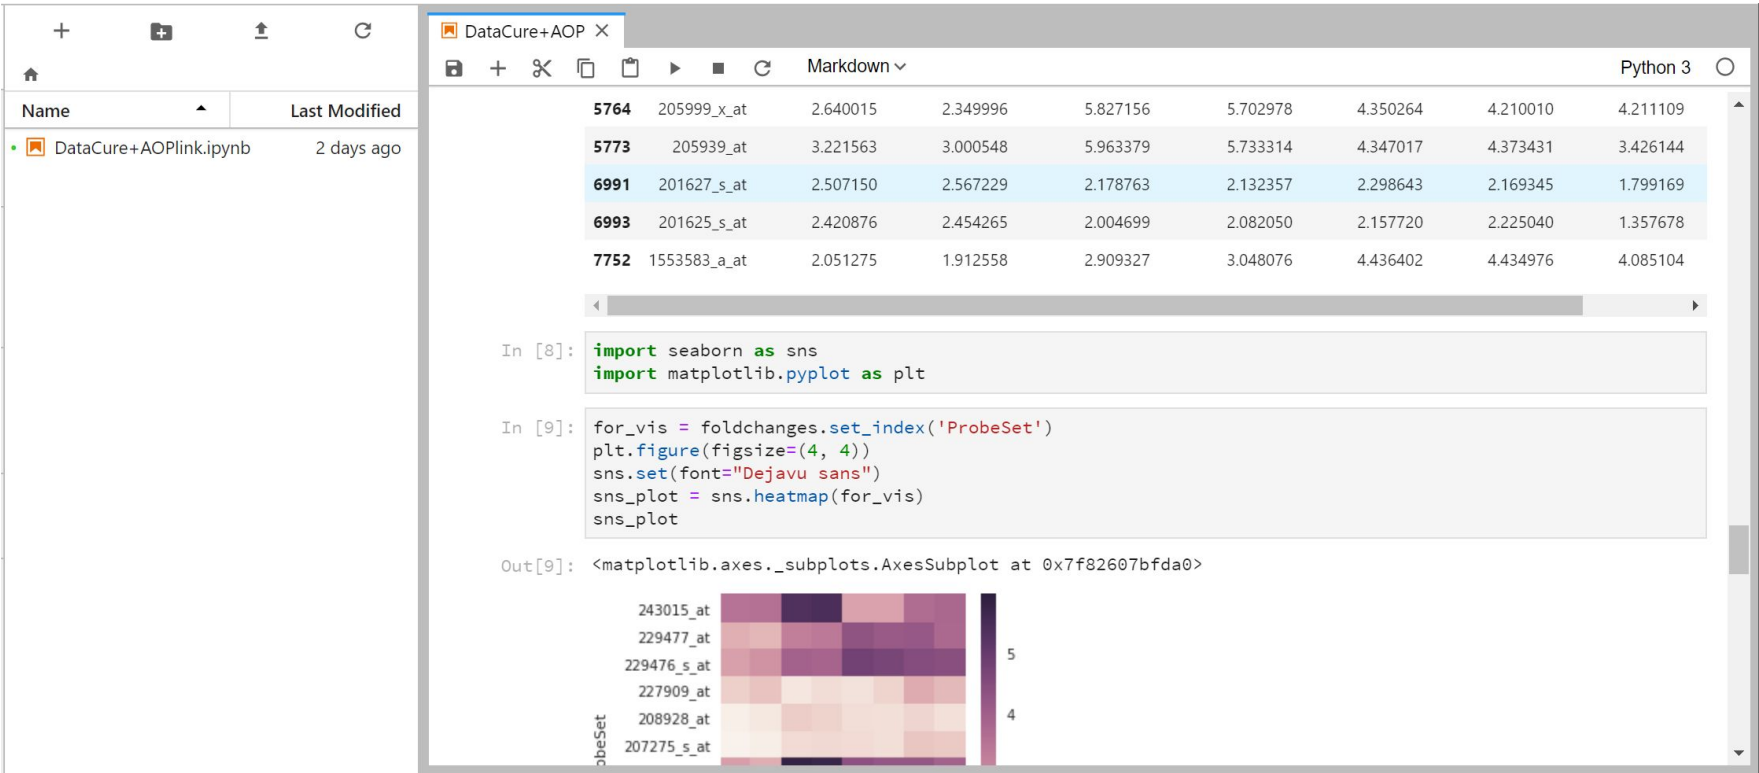 DataCure+AOP
Markdown
Python 3
Name
Last Modified
DataCure+AOPlink.ipynb 2 days ago
5764 205999_x_at 2.640015 2.349996 5.827156 5.702978 4.350264 4.210010 4.211109
5773 205939_at 3.221563 3.000548 5.963379 5.733314 4.347017 4.373431 3.426144
6991 201627_s_at 2.507150 2.567229 2.178763 2.132357 2.298643 2.169345 1.799169
6993 201625_s_at 2.420876 2.454265 2.004699 2.082050 2.157720 2.225040 1.357678
7752 1553583_a_at 2.051275 1.912558 2.909327 3.048076 4.436402 4.434976 4.085104
In [8]: import seaborn as sns
import matplotlib.pyplot as plt
In [9]: for_vis = foldchanges.set_index('ProbeSet')
plt.figure(figsize=(4, 4))
sns.set(font="Dejavu sans")
sns_plot = sns.heatmap(for_vis)
sns_plot
Out[9]: <matplotlib.axes._subplots.AxesSubplot at 0x7f82607bfda0>
243015_at
229477_at
229476_s_at
227909_at
208928_at
207275_s_at
obeSet
5
4